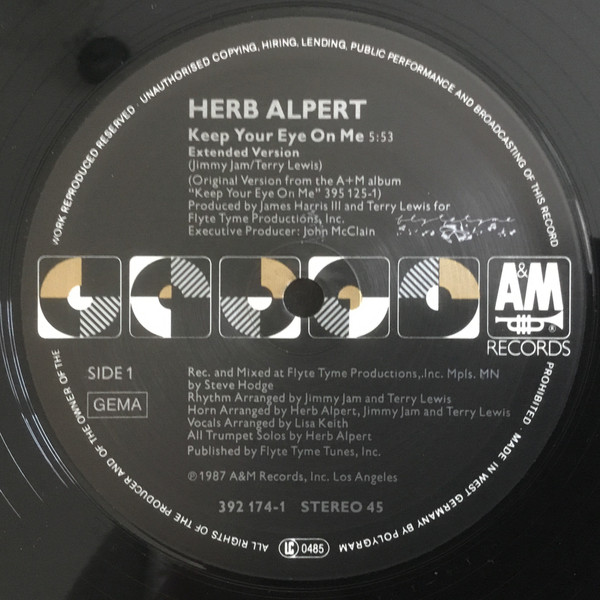 HERB ALPERT
Keep Your Eye On Me 5:53
Extended Version
(Jimmy Jam/Terry Lewis)
(Original Version from the A+M album
"Keep Your Eye On Me" 395 125-1)
Produced by James Harris III and Terry Lewis for
Flyte Tyme Productions, Inc.
Executive Producer: John McClain
A&M
®
RECORDS
SIDE 1
GEMA
Rec. and Mixed at Flyte Tyme Productions,.Inc. Mpls. MN
by Steve Hodge
Rhythm Arranged by Jimmy Jam and Terry Lewis
Horn Arranged by Herb Alpert, Jimmy Jam and Terry Lewis
Vocals Arranged by Lisa Keith
All Trumpet Solos by Herb Alpert
Published by Flyte Tyme Tunes, Inc.
℗ 1987 A&M Records, Inc. Los Angeles
392 174-1 STEREO 45
ALL RIGHTS OF THE PRODUCER AND OF THE OWNER OF THE WORK REPRODUCED RESERVED · UNAUTHORISED COPYING, HIRING, LENDING, PUBLIC PERFORMANCE AND BROADCASTING OF THIS RECORD PROHIBITED · MADE IN WEST GERMANY BY POLYGRAM
LC 0485